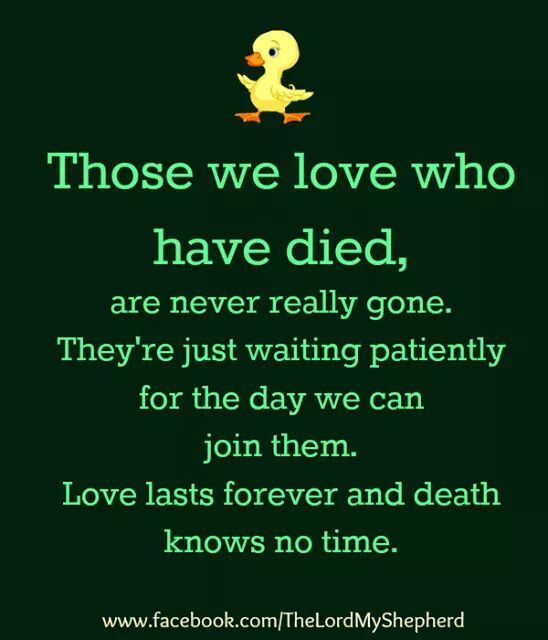 Those we love who
have died,
are never really gone.
They're just waiting patiently
for the day we can
join them.
Love lasts forever and death
knows no time.
www.facebook.com/TheLordMyShepherd